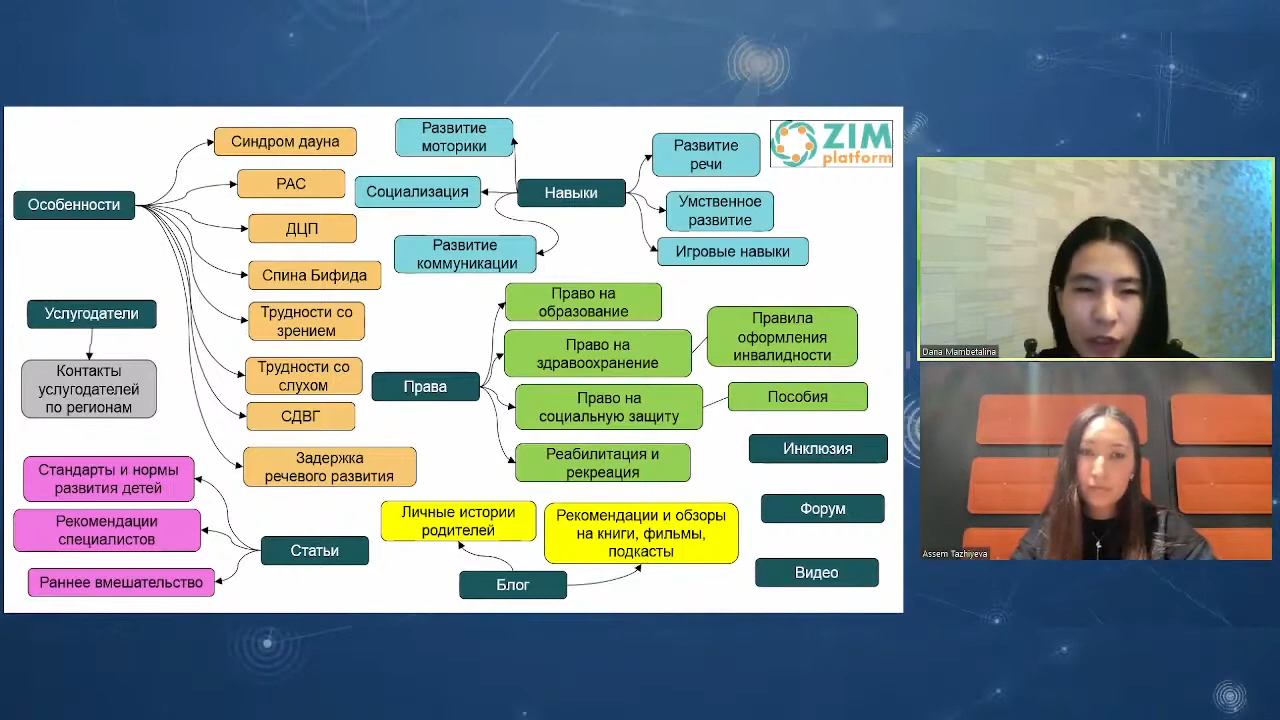 Особенности
Синдром дауна
РАС
ДЦП
Спина Бифида
Трудности со
зрением
Трудности со
слухом
СДВГ
Задержка
речевого развития
Развитие
моторики
Социализация
Развитие
коммуникации
Навыки
Развитие
речи
Умственное
развитие
Игровые навыки
ZIM
platform
Услугодатели
Контакты
услугодателей
по регионам
Права
Право на
образование
Право на
здравоохранение
Право на
социальную защиту
Реабилитация и
рекреация
Правила
оформления
инвалидности
Пособия
Инклюзия
Форум
Видео
Стандарты и нормы
развития детей
Рекомендации
специалистов
Раннее вмешательство
Статьи
Личные истории
родителей
Рекомендации и обзоры
на книги, фильмы,
подкасты
Блог
Dana Mambetalina
Assem Tazhiyeva